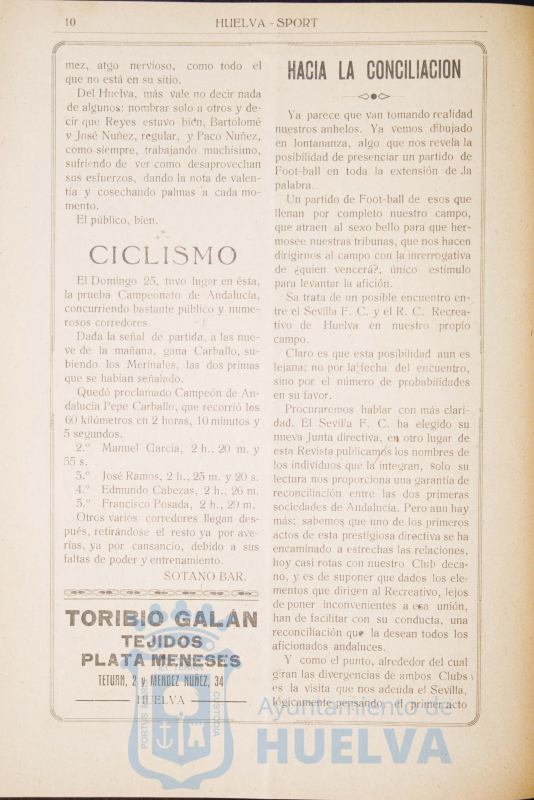 10
HUELVA - SPORT
mez, atgo nervioso, como todo el
que no está en su sitio.
Del Huelva, más vale no decir nada
de algunos: nombrar solo a otros y de-
cir que Reyes estuvo bién, Bartolomé
y José Nuñez, regular, y Paco Nuñez,
como siempre, trabajando muchísimo,
sufriendo de ver como desaprovechan
sus esfuerzos, dando la nota de valen-
tía y cosechando palmas a cada mo-
mento.
El público, bien.
CICLISMO
El Domingo 25, tuvo lugar en ésta,
la prueba Campeonato de Andalucía,
concurriendo bastante público y nume-
rosos corredores.
Dada la señal de partida, a las nue-
ve de la mañana, gana Carballo, su-
biendo los Merinales, las dos primas
que se habian señalado.
Quedó proclamado Campeón de An-
dalucia Pepe Carballo, que recorrió los
60 kilómetros en 2 horas, 10 minutos y
5 segundos.
2.º Manuel García, 2 h., 20 m. y
55 s.
3.º José Ramos, 2 h., 25 m. y 20 s.
4.º Edmundo Cabezas, 2 h., 26 m.
5.º Francisco Posada, 2 h., 29 m.
Otros varios corredores llegan des-
pués, retirándose el resto ya por ave-
rías, ya por cansancio, debido a sus
faltas de poder y entrenamiento.
SOTANO BAR.
TORIBIO GALÁN
TEJIDOS
PLATA MENESES
TETUÁN, 2 y MENDEZ NUÑEZ, 34
HUELVA
HACIA LA CONCILIACION
Ya parece que van tomando realidad
nuestros anhelos. Ya vemos dibujado
en lontananza, algo que nos revela la
posibilidad de presenciar un partido de
Foot-ball en toda la extensión de la
palabra.
Un partido de Foot-ball de esos que
llenan por completo nuestro campo,
que atraen al sexo bello para que her-
mosee nuestras tribunas, que nos hacen
dirigirnos al campo con la interrogativa
de ¿quien vencerá?, único estímulo
para levantar la afición.
Sa trata de un posible encuentro en-
tre el Sevilla F. C. y el R. C. Recrea-
tivo de Huelva en nuestro propio
campo.
Claro es que esta posibilidad aun es
lejana; no por la fecha del encuentro,
sino por el número de probabilidades
en su favor.
Procuraremos hablar con más clari-
dad. El Sevilla F. C. ha elegido su
nueva Junta directiva, en otro lugar de
esta Revista publicamos los nombres de
los individuos que la integran, solo su
lectura nos proporciona una garantía de
reconciliación entre las dos primeras
sociedades de Andalucía. Pero aun hay
más; sabemos que uno de los primeros
actos de esta prestigiosa directiva se ha
encaminado a estrechas las relaciones,
hoy casi rotas con nuestro Club deca-
no, y es de suponer que dados los ele-
mentos que dirigen al Recreativo, lejos
de poner inconvenientes a esa unión,
han de facilitar con su conducta, una
reconciliación que la desean todos los
aficionados andaluces.
Y como el punto, alrededor del cual
giran las divergencias de ambos Clubs
es la visita que nos adeuda el Sevilla,
lógicamente pensando, el primer acto
PORTUS MARIS
ET TERRAE
CUSTODIA
Ayuntamiento de
HUELVA